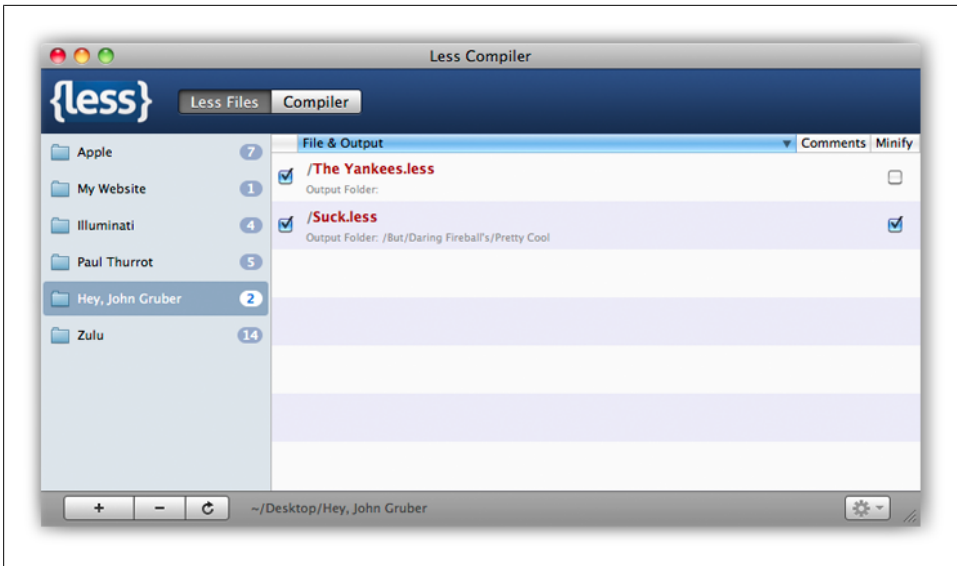 Less Compiler
{less}
Less Files Compiler
Apple 7
My Website 1
Illuminati 4
Paul Thurrot 5
Hey, John Gruber 2
Zulu 14
File & Output Comments Minify
/The Yankees.less
Output Folder:
/Suck.less
Output Folder: /But/Daring Fireball's/Pretty Cool
+ −
~/Desktop/Hey, John Gruber